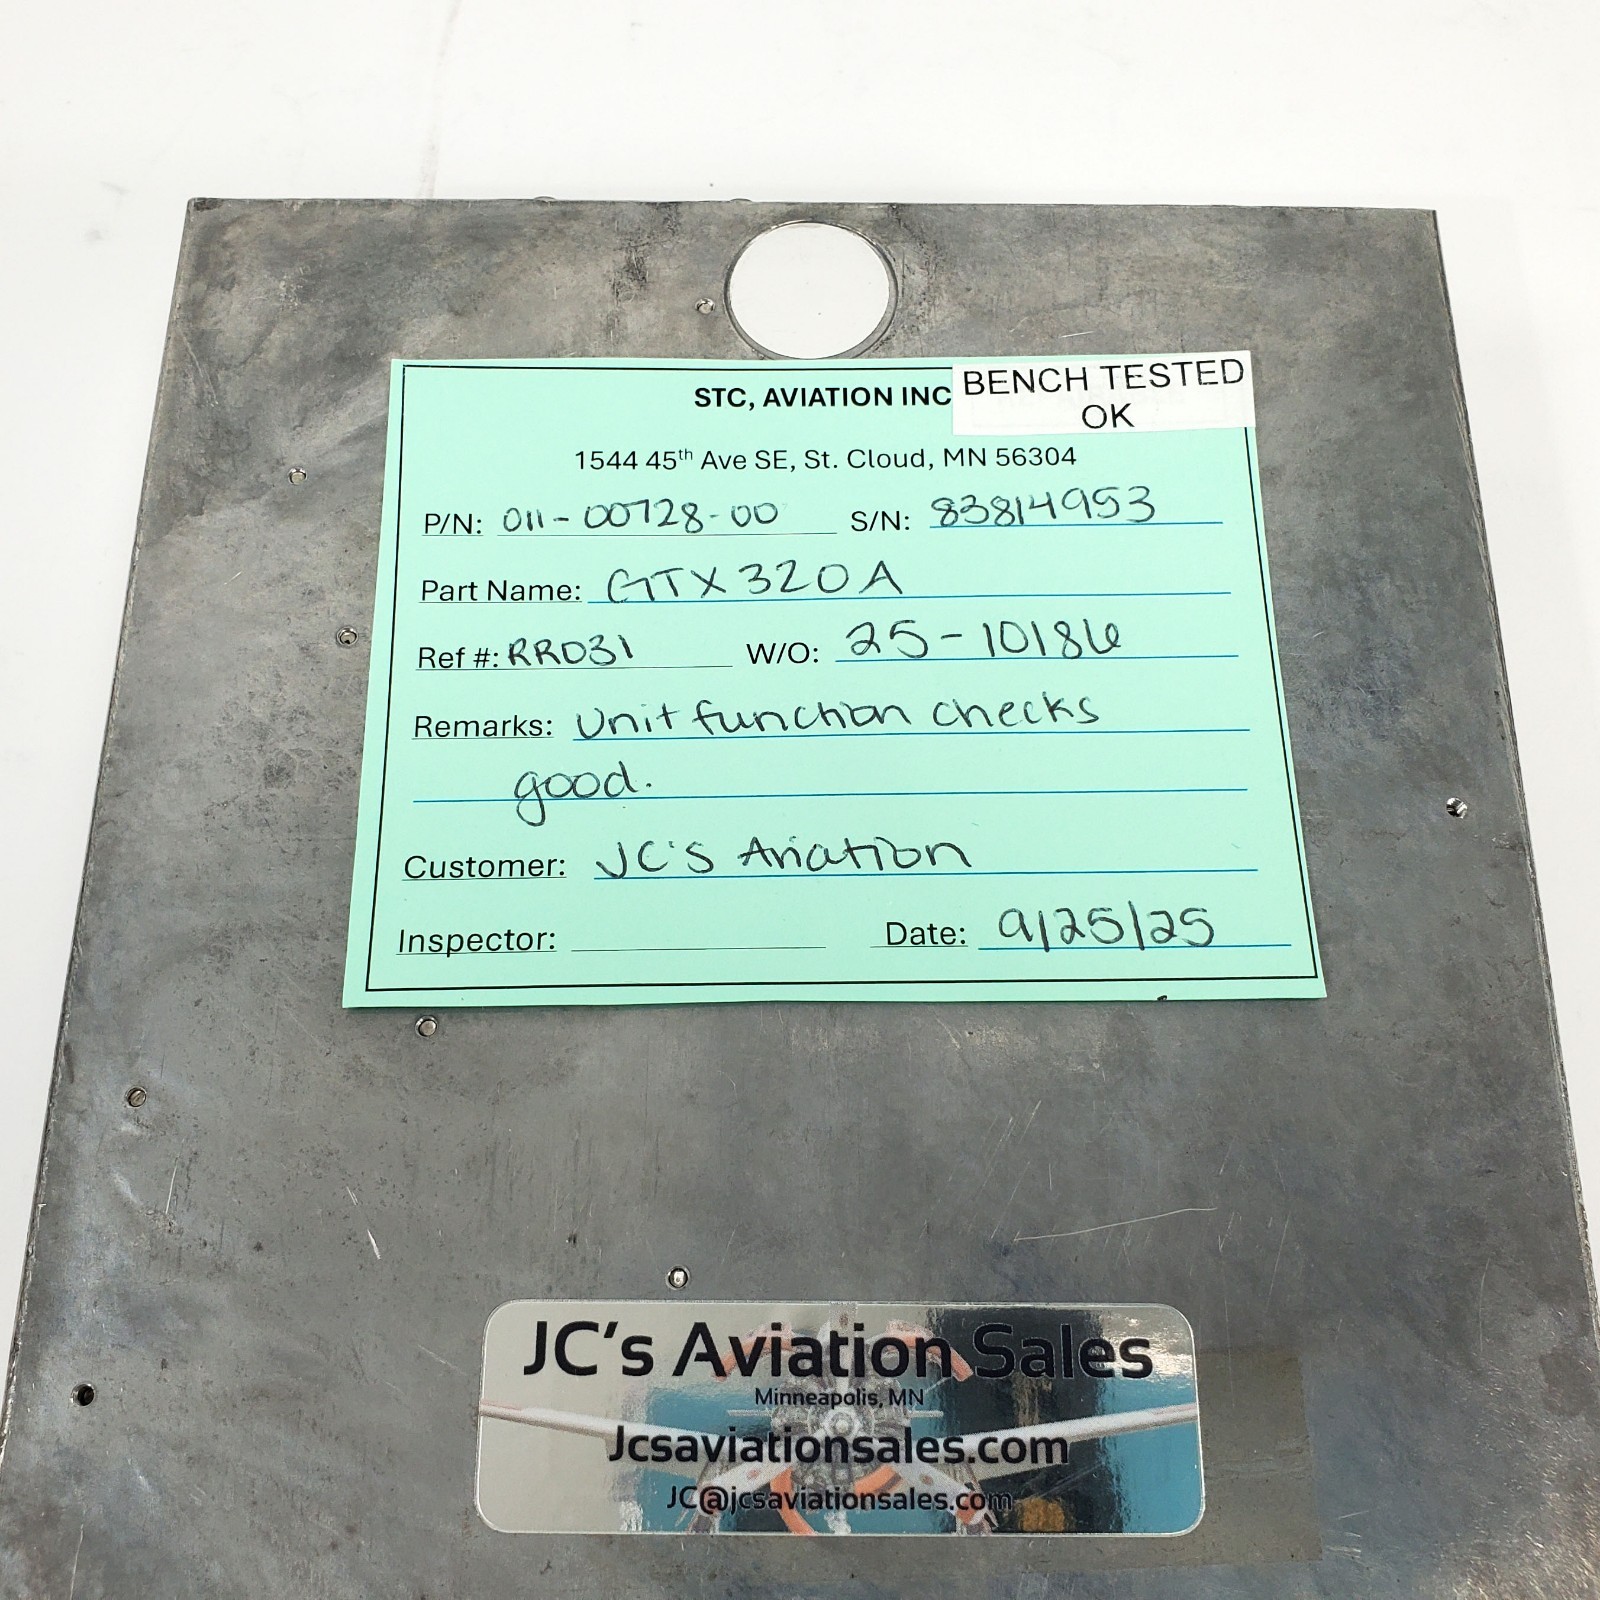 STC, AVIATION INC
BENCH TESTED
OK
1544 45th Ave SE, St. Cloud, MN 56304
P/N: 011-00728-00 S/N: 83814953
Part Name: GTX 320A
Ref #: RR031 W/O: 25-10186
Remarks: Unit function checks
good.
Customer: JC's Aviation
Inspector: Date: 9/25/25
JC's Aviation Sales
Minneapolis, MN
Jcsaviationsales.com
JC@jcsaviationsales.com